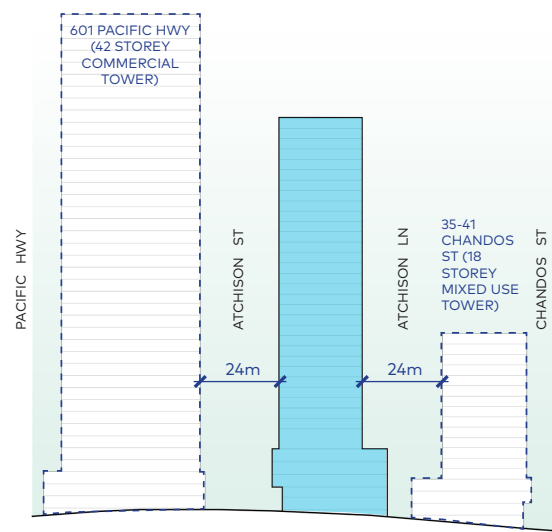 601 PACIFIC HWY
(42 STOREY
COMMERCIAL
TOWER)
PACIFIC HWY
ATCHISON ST
ATCHISON LN
35-41
CHANDOS
ST (18
STOREY
MIXED USE
TOWER)
CHANDOS ST
24m
24m